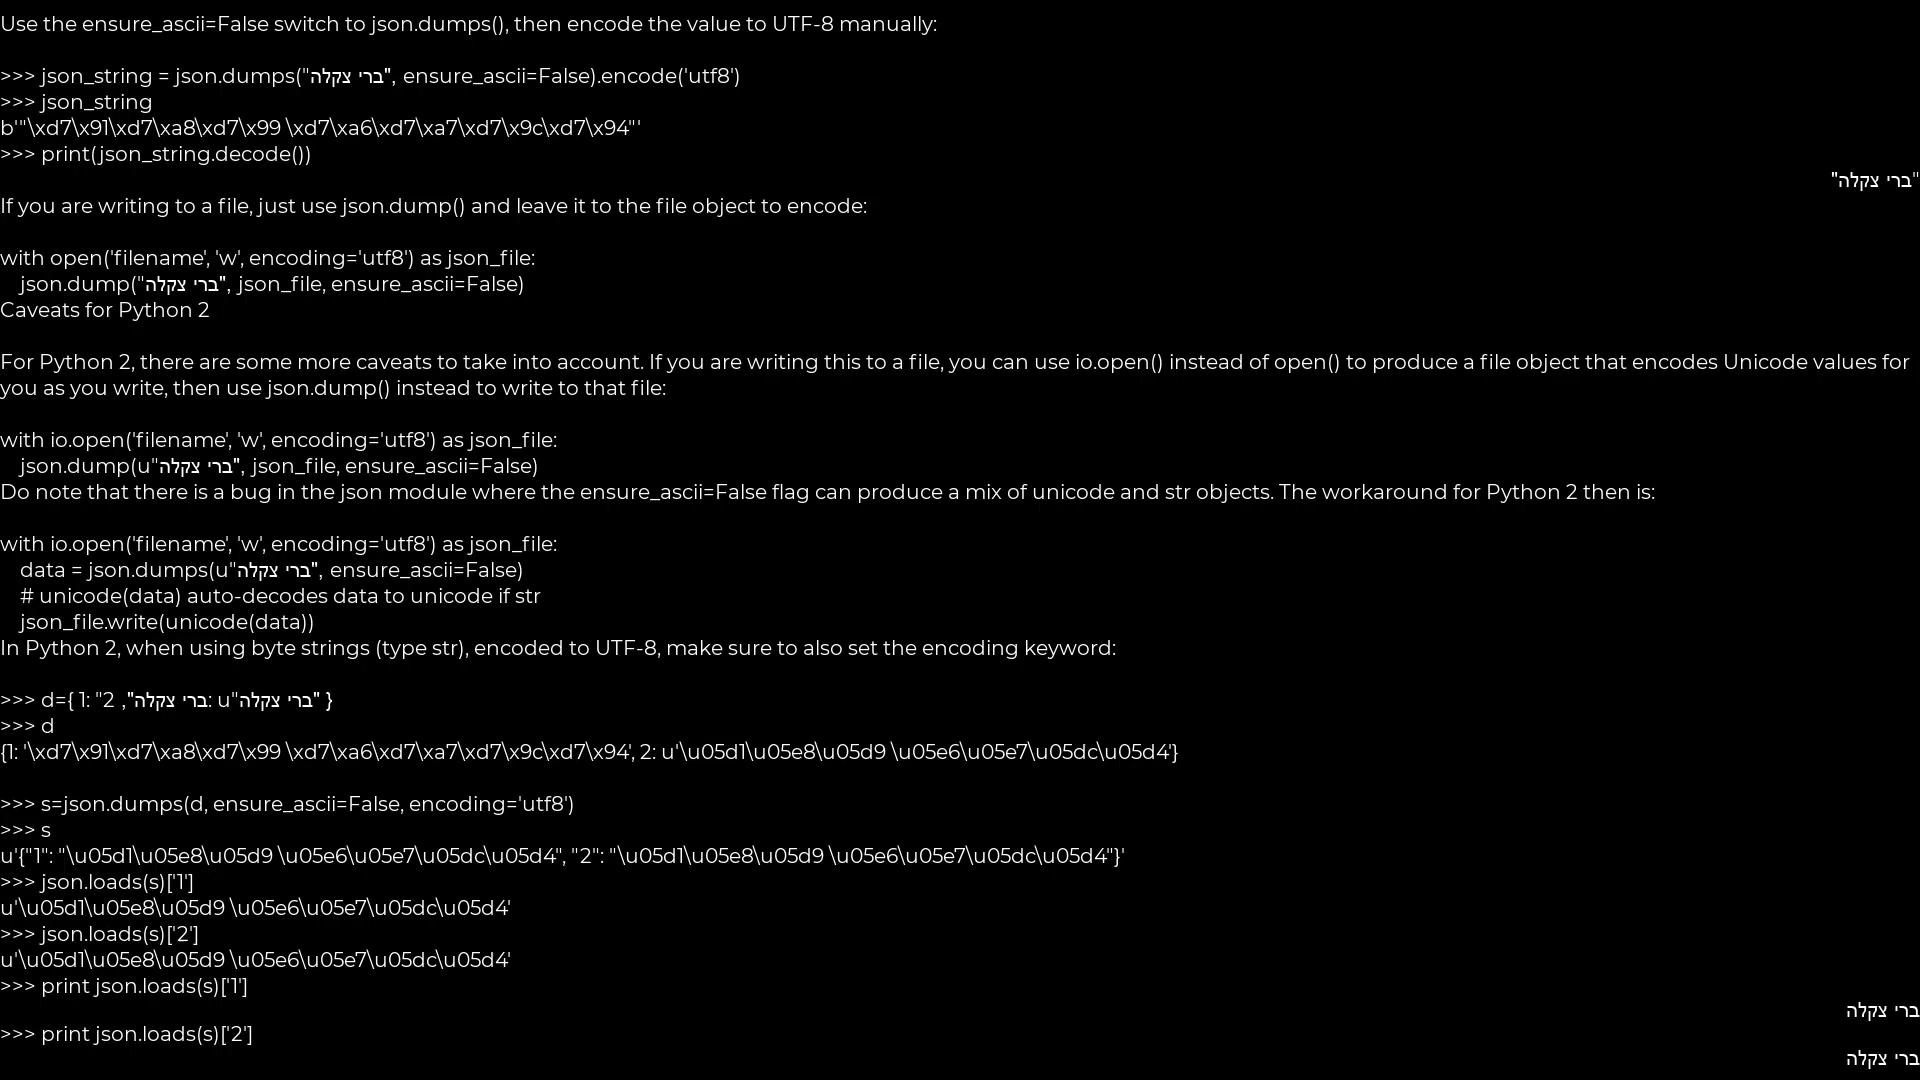 Use the ensure_ascii=False switch to json.dumps(), then encode the value to UTF-8 manually:
>>> json_string = json.dumps("ברי צקלה", ensure_ascii=False).encode('utf8')
>>> json_string
b'"\xd7\x91\xd7\xa8\xd7\x99 \xd7\xa6\xd7\xa7\xd7\x9c\xd7\x94"'
>>> print(json_string.decode())
"ברי צקלה"
If you are writing to a file, just use json.dump() and leave it to the file object to encode:
with open('filename', 'w', encoding='utf8') as json_file:
    json.dump("ברי צקלה", json_file, ensure_ascii=False)
Caveats for Python 2
For Python 2, there are some more caveats to take into account. If you are writing this to a file, you can use io.open() instead of open() to produce a file object that encodes Unicode values for
you as you write, then use json.dump() instead to write to that file:
with io.open('filename', 'w', encoding='utf8') as json_file:
    json.dump(u"ברי צקלה", json_file, ensure_ascii=False)
Do note that there is a bug in the json module where the ensure_ascii=False flag can produce a mix of unicode and str objects. The workaround for Python 2 then is:
with io.open('filename', 'w', encoding='utf8') as json_file:
    data = json.dumps(u"ברי צקלה", ensure_ascii=False)
    # unicode(data) auto-decodes data to unicode if str
    json_file.write(unicode(data))
In Python 2, when using byte strings (type str), encoded to UTF-8, make sure to also set the encoding keyword:
>>> d={ 1: "ברי צקלה", 2: u"ברי צקלה" }
>>> d
{1: '\xd7\x91\xd7\xa8\xd7\x99 \xd7\xa6\xd7\xa7\xd7\x9c\xd7\x94', 2: u'\u05d1\u05e8\u05d9 \u05e6\u05e7\u05dc\u05d4'}
>>> s=json.dumps(d, ensure_ascii=False, encoding='utf8')
>>> s
u'{"1": "\u05d1\u05e8\u05d9 \u05e6\u05e7\u05dc\u05d4", "2": "\u05d1\u05e8\u05d9 \u05e6\u05e7\u05dc\u05d4"}'
>>> json.loads(s)['1']
u'\u05d1\u05e8\u05d9 \u05e6\u05e7\u05dc\u05d4'
>>> json.loads(s)['2']
u'\u05d1\u05e8\u05d9 \u05e6\u05e7\u05dc\u05d4'
>>> print json.loads(s)['1']
ברי צקלה
>>> print json.loads(s)['2']
ברי צקלה